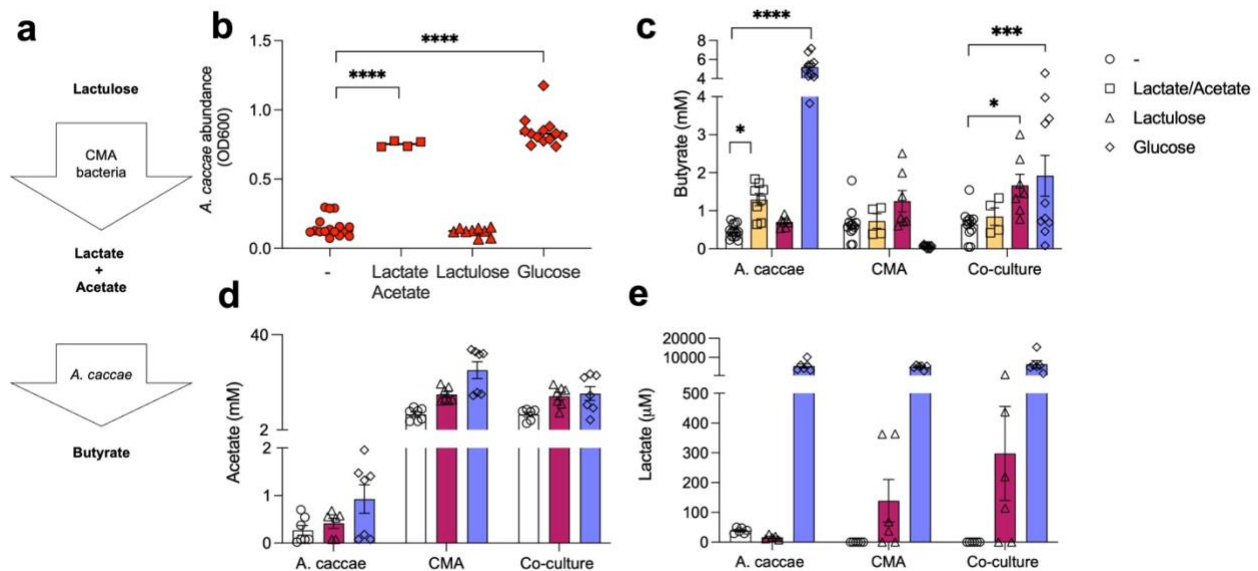 a
Lactulose
CMA
bacteria
Lactate
+
Acetate
A. caccae
Butyrate
b
A. caccae abundance
(OD600)
1.5
1.0
0.5
0.0
****
****
-
Lactate
Acetate
Lactulose
Glucose
c
Butyrate (mM)
8
6
4
4
3
2
1
0
****
*
***
*
A. caccae
CMA
Co-culture
-
Lactate/Acetate
Lactulose
Glucose
d
Acetate (mM)
40
2
2
1
0
A. caccae
CMA
Co-culture
e
Lactate (μM)
20000
10000
500
400
300
200
100
0
A. caccae
CMA
Co-culture